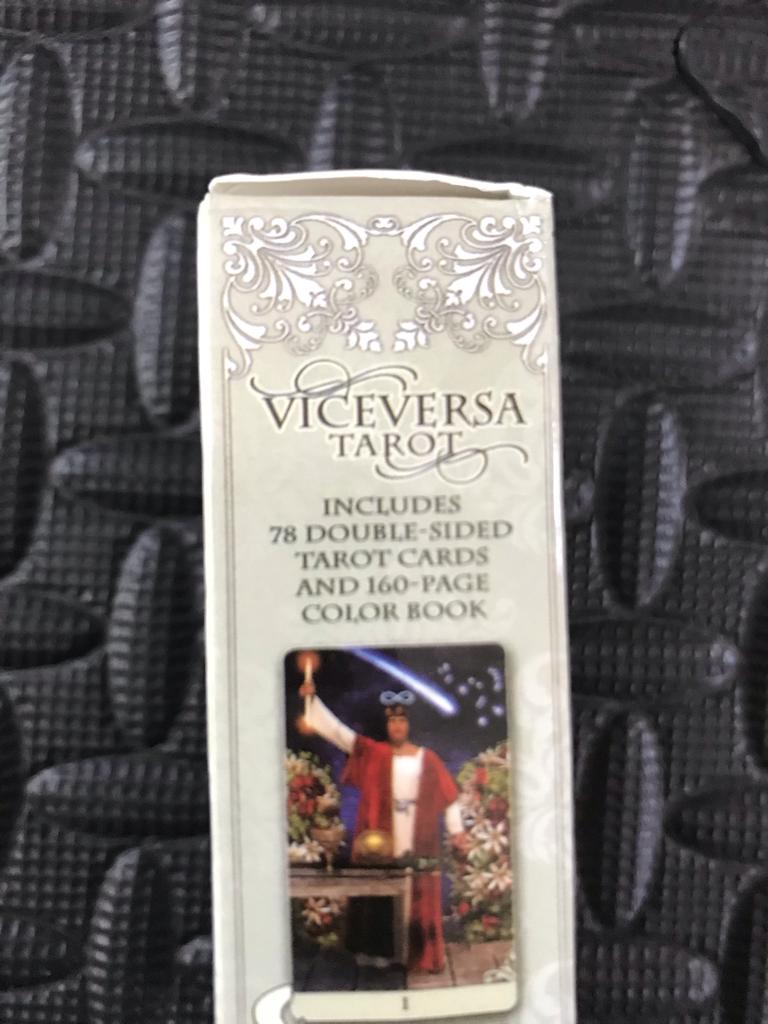 VICEVERSA
TAROT
INCLUDES
78 DOUBLE-SIDED
TAROT CARDS
AND 160-PAGE
COLOR BOOK
I